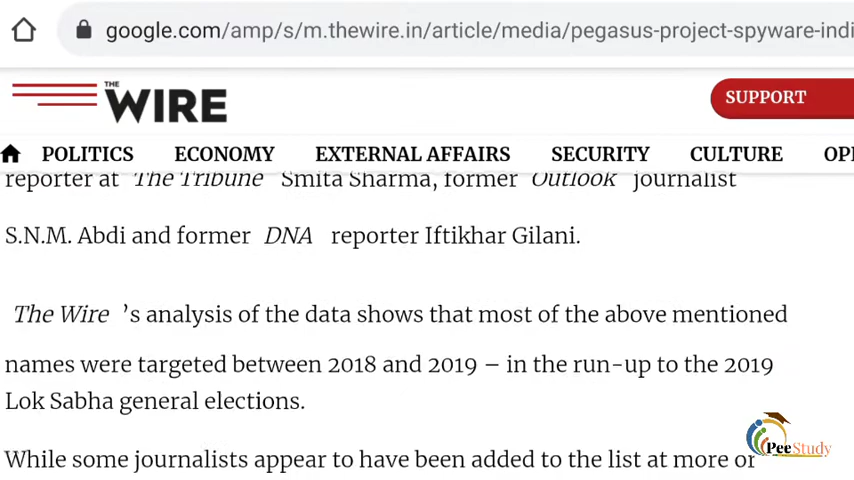 google.com/amp/s/m.thewire.in/article/media/pegasus-project-spyware-indi
THE
WIRE
SUPPORT
POLITICS ECONOMY EXTERNAL AFFAIRS SECURITY CULTURE OPI
reporter at The Tribune Smita Sharma, former Outlook journalist
S.N.M. Abdi and former DNA reporter Iftikhar Gilani.
The Wire ’s analysis of the data shows that most of the above mentioned
names were targeted between 2018 and 2019 – in the run-up to the 2019
Lok Sabha general elections.
While some journalists appear to have been added to the list at more or
PeeStudy